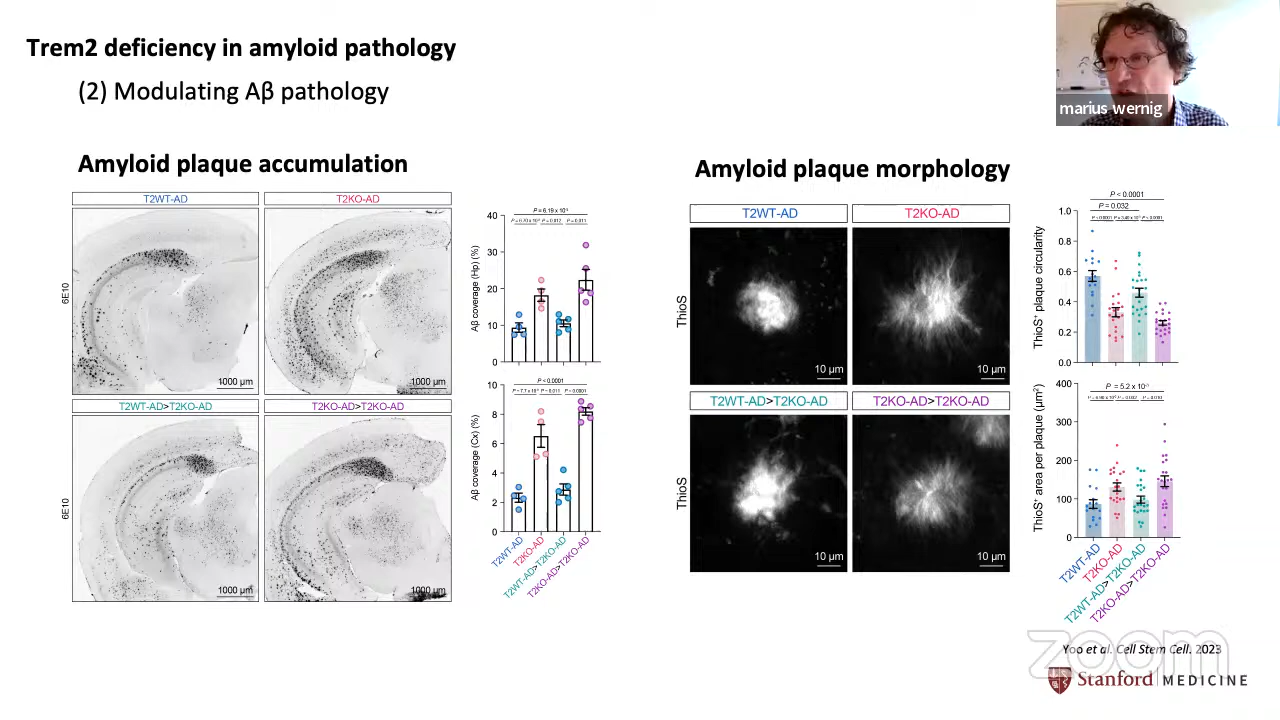 Trem2 deficiency in amyloid pathology
(2) Modulating Aβ pathology
marius wernig
Amyloid plaque accumulation
T2WT-AD
T2KO-AD
6E10
1000 µm
1000 µm
T2WT-AD>T2KO-AD
T2KO-AD>T2KO-AD
6E10
1000 µm
1000 µm
Aβ coverage (Hp) (%)
40
30
20
10
0
Aβ coverage (Cx) (%)
P < 0.0001
10
8
6
4
2
0
T2WT-AD
T2KO-AD
T2WT-AD>T2KO-AD
T2KO-AD>T2KO-AD
Amyloid plaque morphology
T2WT-AD
T2KO-AD
ThioS
10 µm
10 µm
T2WT-AD>T2KO-AD
T2KO-AD>T2KO-AD
ThioS
10 µm
10 µm
P < 0.0001
P = 0.032
ThioS⁺ plaque circularity
1.0
0.8
0.6
0.4
0.2
0.0
ThioS⁺ area per plaque (µm²)
400
300
200
100
0
T2WT-AD
T2KO-AD
T2WT-AD>T2KO-AD
T2KO-AD>T2KO-AD
zoom
Yoo et al. Cell Stem Cell. 2023
Stanford MEDICINE